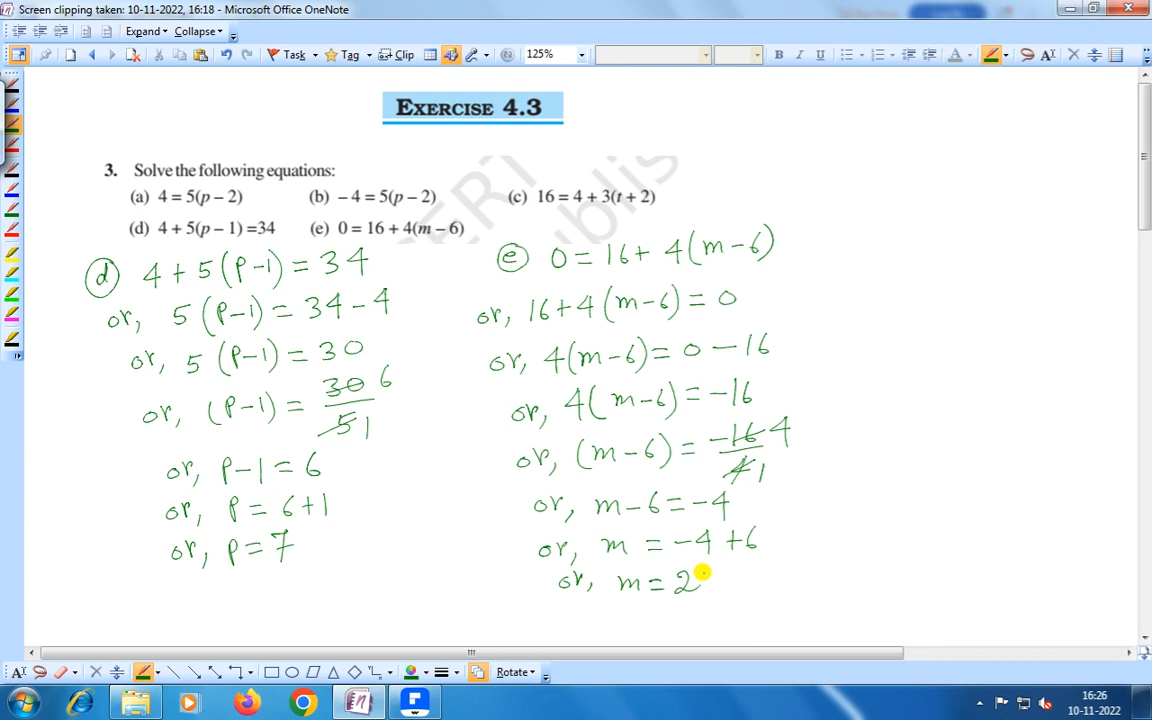 Screen clipping taken: 10-11-2022, 16:18 - Microsoft Office OneNote
Expand Collapse
Task Tag Clip 125% B I U A
EXERCISE 4.3
3. Solve the following equations:
(a) 4 = 5(p – 2) (b) – 4 = 5(p – 2) (c) 16 = 4 + 3(t + 2)
(d) 4 + 5(p – 1) =34 (e) 0 = 16 + 4(m – 6)
(d) 4 + 5(p-1) = 34
or, 5(p-1) = 34 - 4
or, 5(p-1) = 30
or, (p-1) = 30 6
5 1
or, p-1 = 6
or, p = 6+1
or, p = 7
(e) 0 = 16 + 4(m-6)
or, 16+4(m-6) = 0
or, 4(m-6) = 0 - 16
or, 4(m-6) = -16
or, (m-6) = -16 4
4 1
or, m-6 = -4
or, m = -4 +6
or, m = 2
Rotate
16:26
10-11-2022